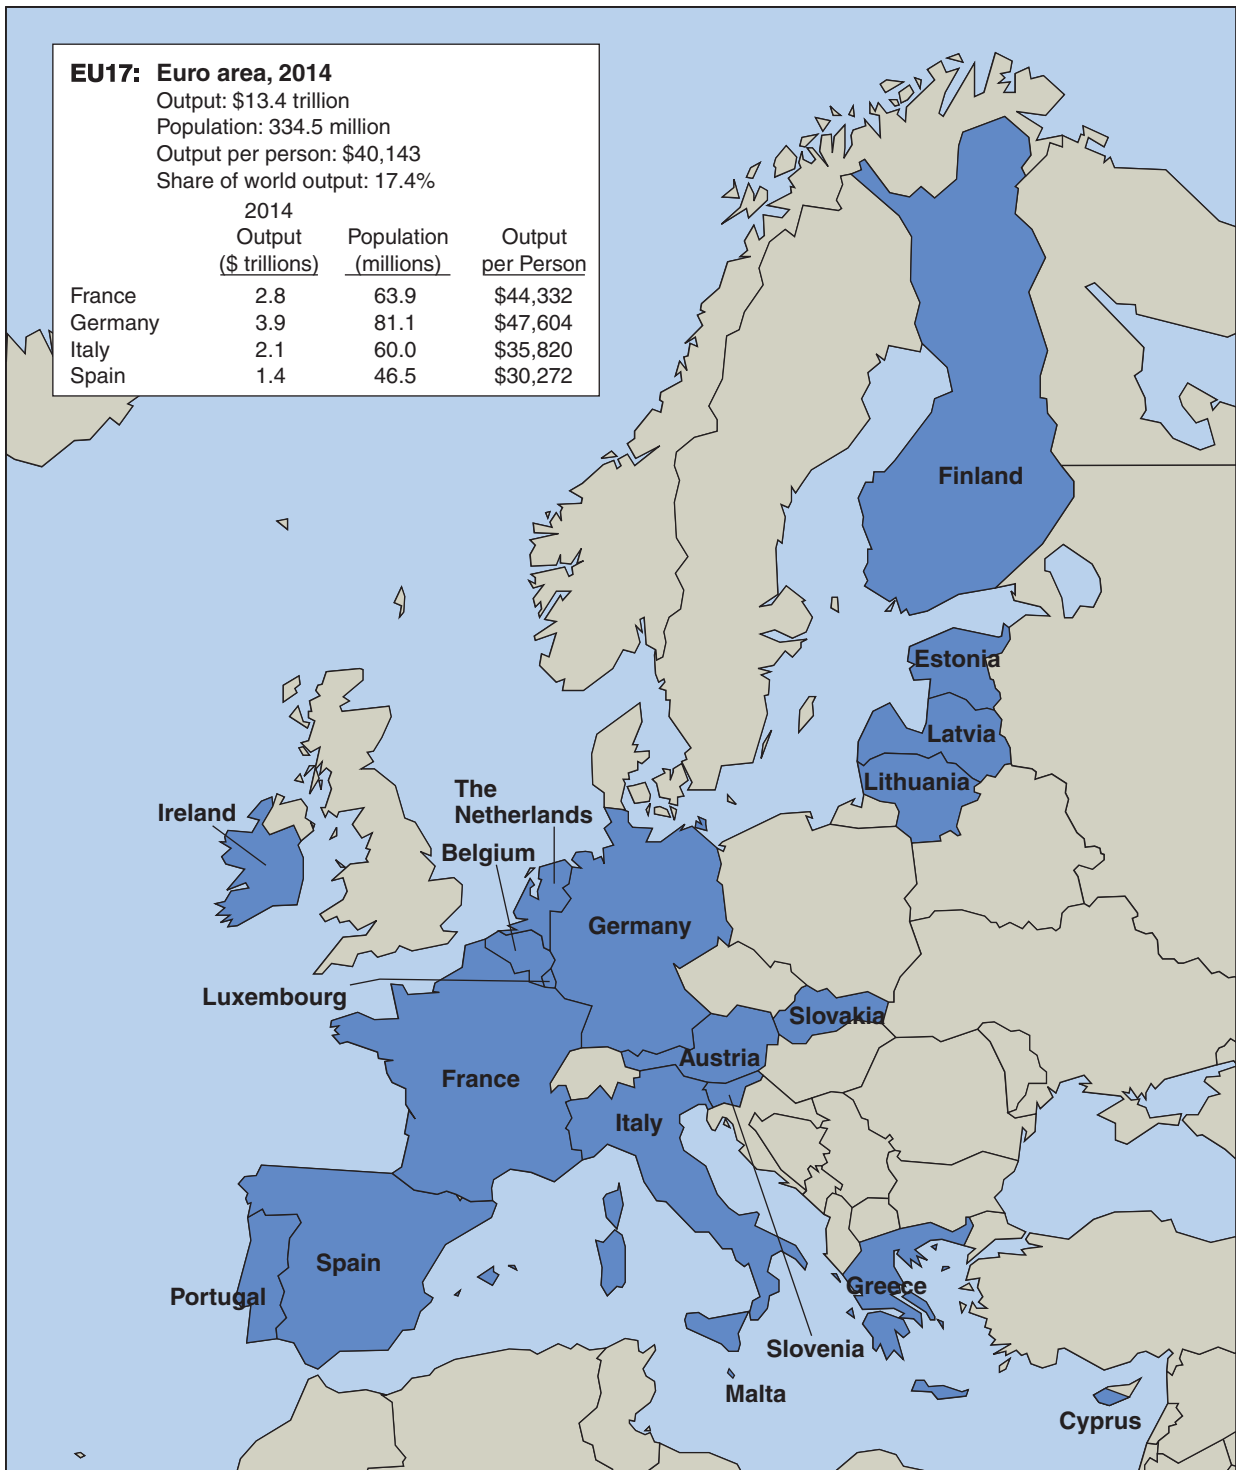 EU17: Euro area, 2014
Output: $13.4 trillion
Population: 334.5 million
Output per person: $40,143
Share of world output: 17.4%
2014
Output Population Output
($ trillions) (millions) per Person
France 2.8 63.9 $44,332
Germany 3.9 81.1 $47,604
Italy 2.1 60.0 $35,820
Spain 1.4 46.5 $30,272
Finland
Estonia
Latvia
Lithuania
The
Netherlands
Ireland
Belgium
Germany
Luxembourg
Slovakia
Austria
France
Italy
Spain
Portugal
Greece
Slovenia
Malta
Cyprus